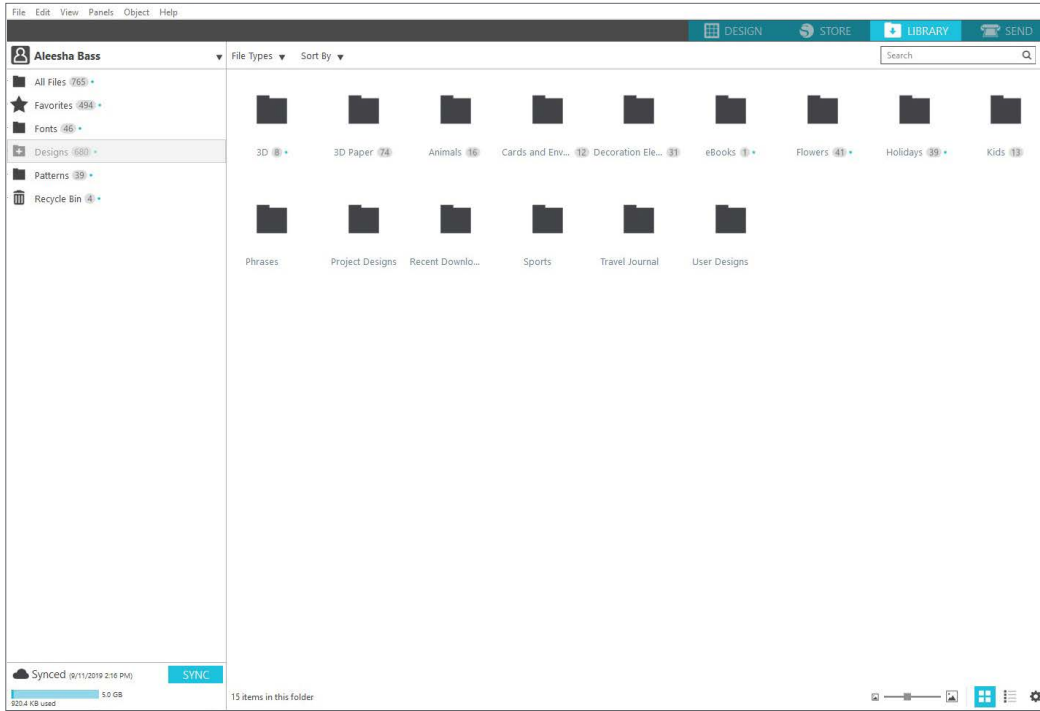 File Edit View Panels Object Help
DESIGN STORE LIBRARY SEND
Aleesha Bass
File Types Sort By Search
All Files 765
Favorites 494
Fonts 46
Designs 680
Patterns 39
Recycle Bin 4
3D 8 3D Paper 74 Animals 16 Cards and Env... 12 Decoration Ele... 31 eBooks 1 Flowers 41 Holidays 39 Kids 13
Phrases Project Designs Recent Downlo... Sports Travel Journal User Designs
Synced (9/11/2019 2:16 PM) SYNC
5.0 GB
920.4 KB used
15 items in this folder